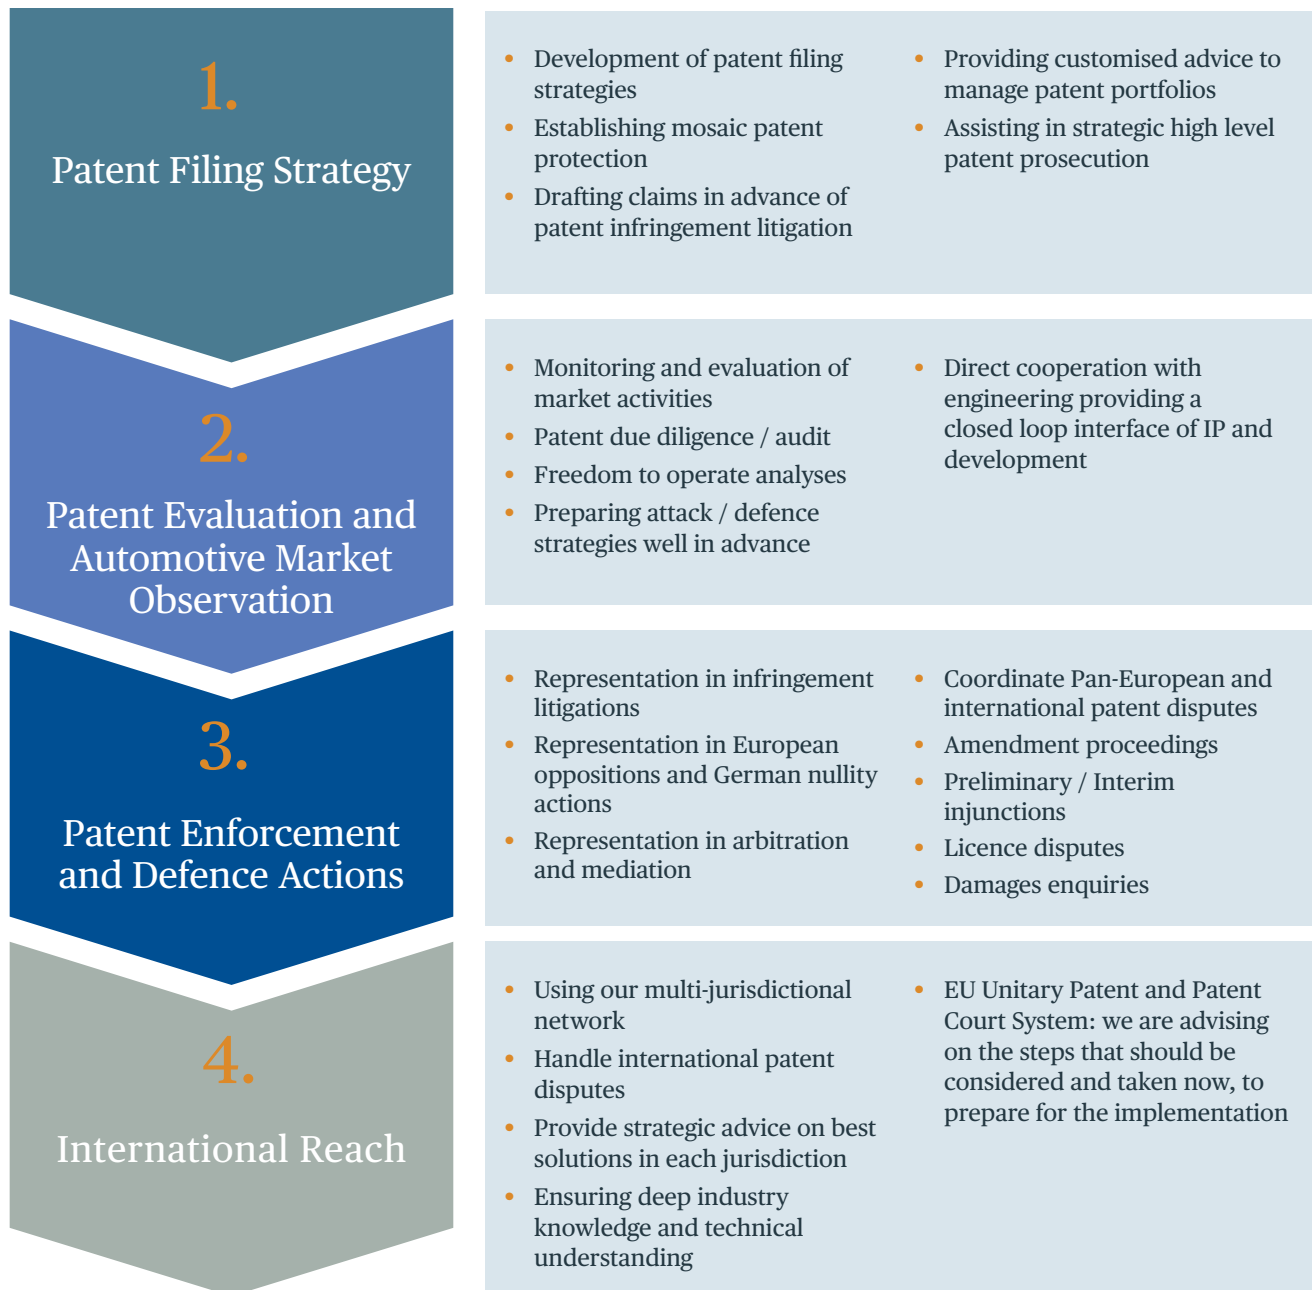 1.
Patent Filing Strategy
• Development of patent filing
strategies
• Establishing mosaic patent
protection
• Drafting claims in advance of
patent infringement litigation
• Providing customised advice to
manage patent portfolios
• Assisting in strategic high level
patent prosecution
2.
Patent Evaluation and
Automotive Market
Observation
• Monitoring and evaluation of
market activities
• Patent due diligence / audit
• Freedom to operate analyses
• Preparing attack / defence
strategies well in advance
• Direct cooperation with
engineering providing a
closed loop interface of IP and
development
3.
Patent Enforcement
and Defence Actions
• Representation in infringement
litigations
• Representation in European
oppositions and German nullity
actions
• Representation in arbitration
and mediation
• Coordinate Pan-European and
international patent disputes
• Amendment proceedings
• Preliminary / Interim
injunctions
• Licence disputes
• Damages enquiries
4.
International Reach
• Using our multi-jurisdictional
network
• Handle international patent
disputes
• Provide strategic advice on best
solutions in each jurisdiction
• Ensuring deep industry
knowledge and technical
understanding
• EU Unitary Patent and Patent
Court System: we are advising
on the steps that should be
considered and taken now, to
prepare for the implementation